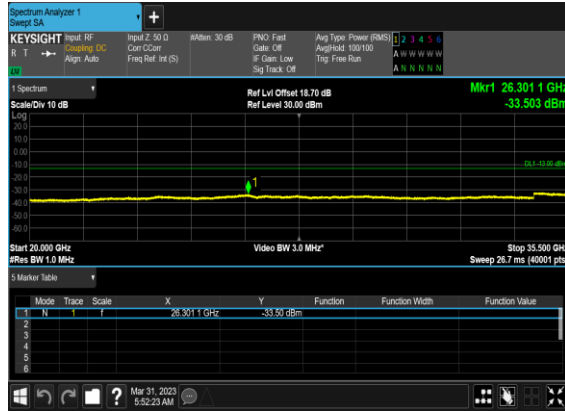 Spectrum Analyzer 1
Swept SA
KEYSIGHT Input: RF Input Z: 50 Ω #Atten: 30 dB PNO: Fast Avg Type: Power (RMS) 1 2 3 4 5 6
R T Coupling: DC Corr CCorr Gate: Off Avg|Hold: 100/100 A W W W W W
Align: Auto Freq Ref: Int (S) IF Gain: Low Trig: Free Run
Sig Track: Off A N N N N N
1 Spectrum Ref Lvl Offset 18.70 dB Mkr1 26.301 1 GHz
Scale/Div 10 dB Ref Level 30.00 dBm -33.503 dBm
Log
20.0
10.0
0.00
-10.0 DL1 -13.00 dBm
-20.0 1
-30.0
-40.0
-50.0
-60.0
Start 20.000 GHz Video BW 3.0 MHz* Stop 35.500 GHz
#Res BW 1.0 MHz Sweep 26.7 ms (40001 pts)
5 Marker Table
Mode Trace Scale X Y Function Function Width Function Value
1 N 1 f 26.301 1 GHz -33.50 dBm
2
3
4
5
6
Mar 31, 2023
5:52:23 AM